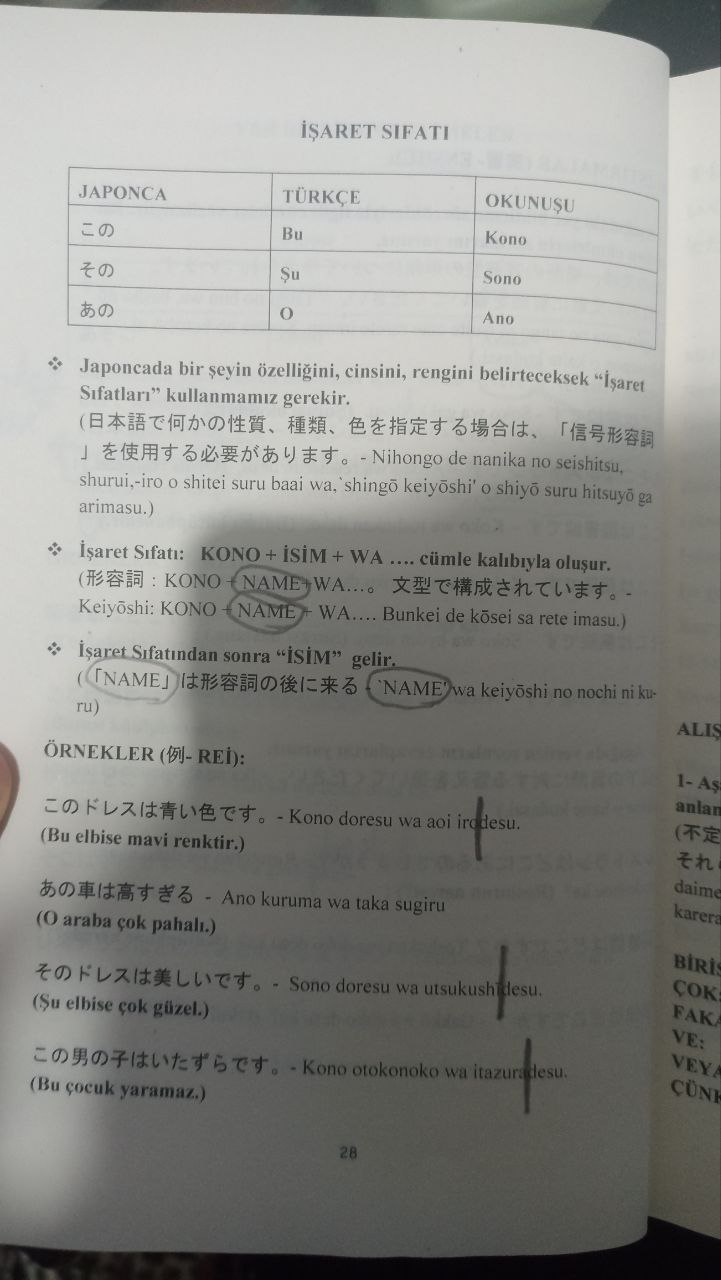 İŞARET SIFATI
JAPONCA TÜRKÇE OKUNUŞU
この Bu Kono
その Şu Sono
あの O Ano
❖ Japoncada bir şeyin özelliğini, cinsini, rengini belirteceksek “İşaret
Sıfatları” kullanmamız gerekir.
(日本語で何かの性質、種類、色を指定する場合は、「信号形容詞
」を使用する必要があります。- Nihongo de nanika no seishitsu,
shurui,-iro o shitei suru baai wa,`shingō keiyōshi' o shiyō suru hitsuyō ga
arimasu.)
❖ İşaret Sıfatı: KONO + İSİM + WA .... cümle kalıbıyla oluşur.
(形容詞 : KONO + NAME+WA…。 文型で構成されています。-
Keiyōshi: KONO + NAME + WA…. Bunkei de kōsei sa rete imasu.)
❖ İşaret Sıfatından sonra “İSİM” gelir.
(「NAME」は形容詞の後に来る - `NAME' wa keiyōshi no nochi ni ku-
ru)
ÖRNEKLER (例- REİ):
このドレスは青い色です。- Kono doresu wa aoi irodesu.
(Bu elbise mavi renktir.)
あの車は高すぎる - Ano kuruma wa taka sugiru
(O araba çok pahalı.)
そのドレスは美しいです。- Sono doresu wa utsukushīdesu.
(Şu elbise çok güzel.)
この男の子はいたずらです。- Kono otokonoko wa itazuradesu.
(Bu çocuk yaramaz.)
28
ALIŞ
1- Aş
anlan
(不定
それ
daime
karera
BİRİS
ÇOK:
FAKA
VE:
VEYA
ÇÜNK